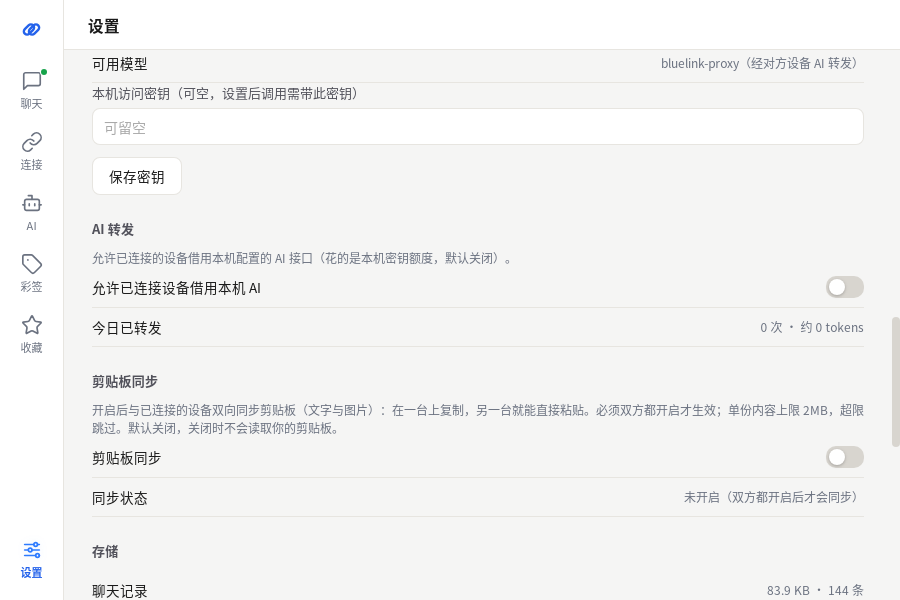 设置
聊天
连接
AI
彩签
收藏
设置
可用模型
bluelink-proxy（经对方设备 AI 转发）
本机访问密钥（可空，设置后调用需带此密钥）
可留空
保存密钥
AI 转发
允许已连接的设备借用本机配置的 AI 接口（花的是本机密钥额度，默认关闭）。
允许已连接设备借用本机 AI
今日已转发
0 次 · 约 0 tokens
剪贴板同步
开启后与已连接的设备双向同步剪贴板（文字与图片）：在一台上复制，另一台就能直接粘贴。必须双方都开启才生效；单份内容上限 2MB，超限
跳过。默认关闭，关闭时不会读取你的剪贴板。
剪贴板同步
同步状态
未开启（双方都开启后才会同步）
存储
聊天记录
83.9 KB · 144 条